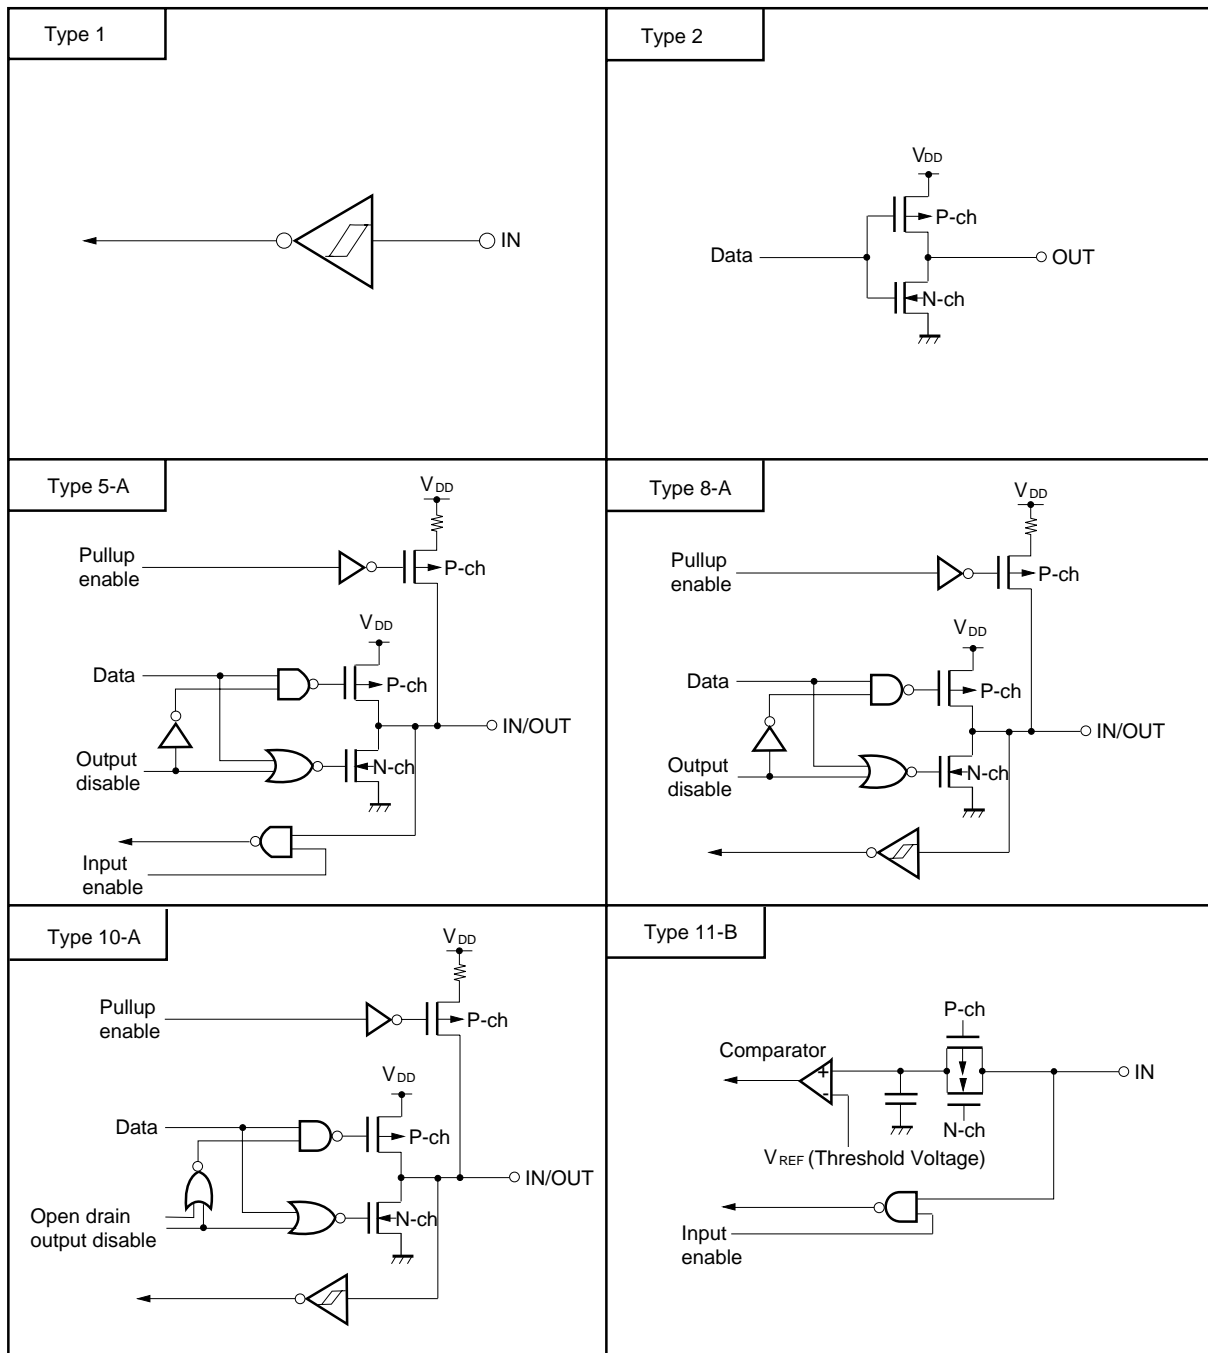 Type 1
IN
Type 2
VDD
P-ch
Data
OUT
N-ch
Type 5-A
VDD
Pullup
enable
P-ch
VDD
Data
P-ch
IN/OUT
Output
disable
N-ch
Input
enable
Type 8-A
VDD
Pullup
enable
P-ch
VDD
Data
P-ch
IN/OUT
Output
disable
N-ch
Type 10-A
VDD
Pullup
enable
P-ch
VDD
Data
P-ch
IN/OUT
Open drain
output disable
N-ch
Type 11-B
P-ch
Comparator
+
-
IN
N-ch
VREF (Threshold Voltage)
Input
enable